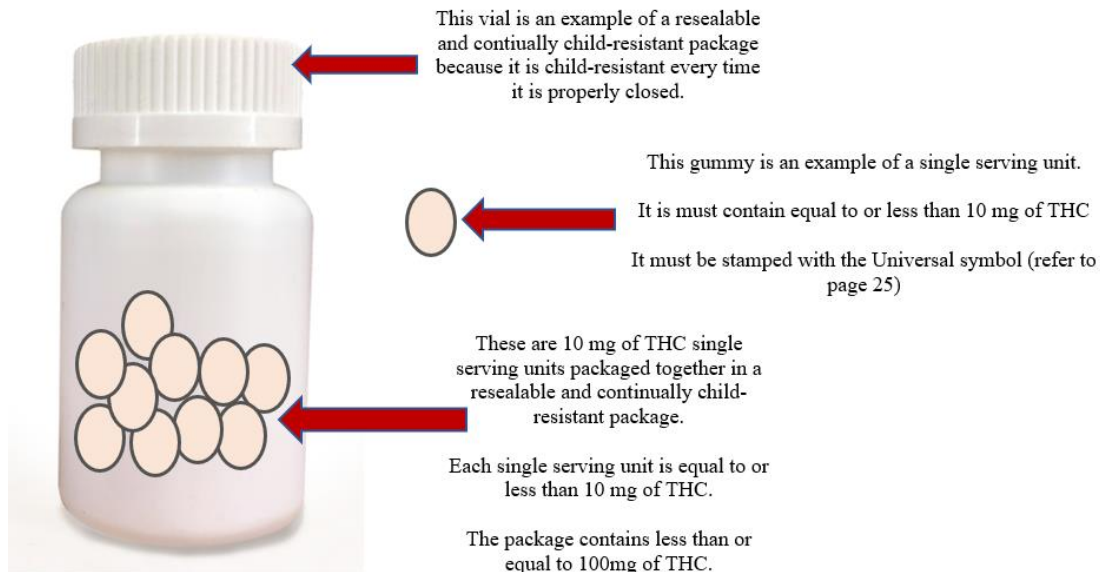 This vial is an example of a resealable
and contiually child-resistant package
because it is child-resistant every time
it is properly closed.
This gummy is an example of a single serving unit.
It is must contain equal to or less than 10 mg of THC
It must be stamped with the Universal symbol (refer to
page 25)
These are 10 mg of THC single
serving units packaged together in a
resealable and continually child-
resistant package.
Each single serving unit is equal to or
less than 10 mg of THC.
The package contains less than or
equal to 100mg of THC.